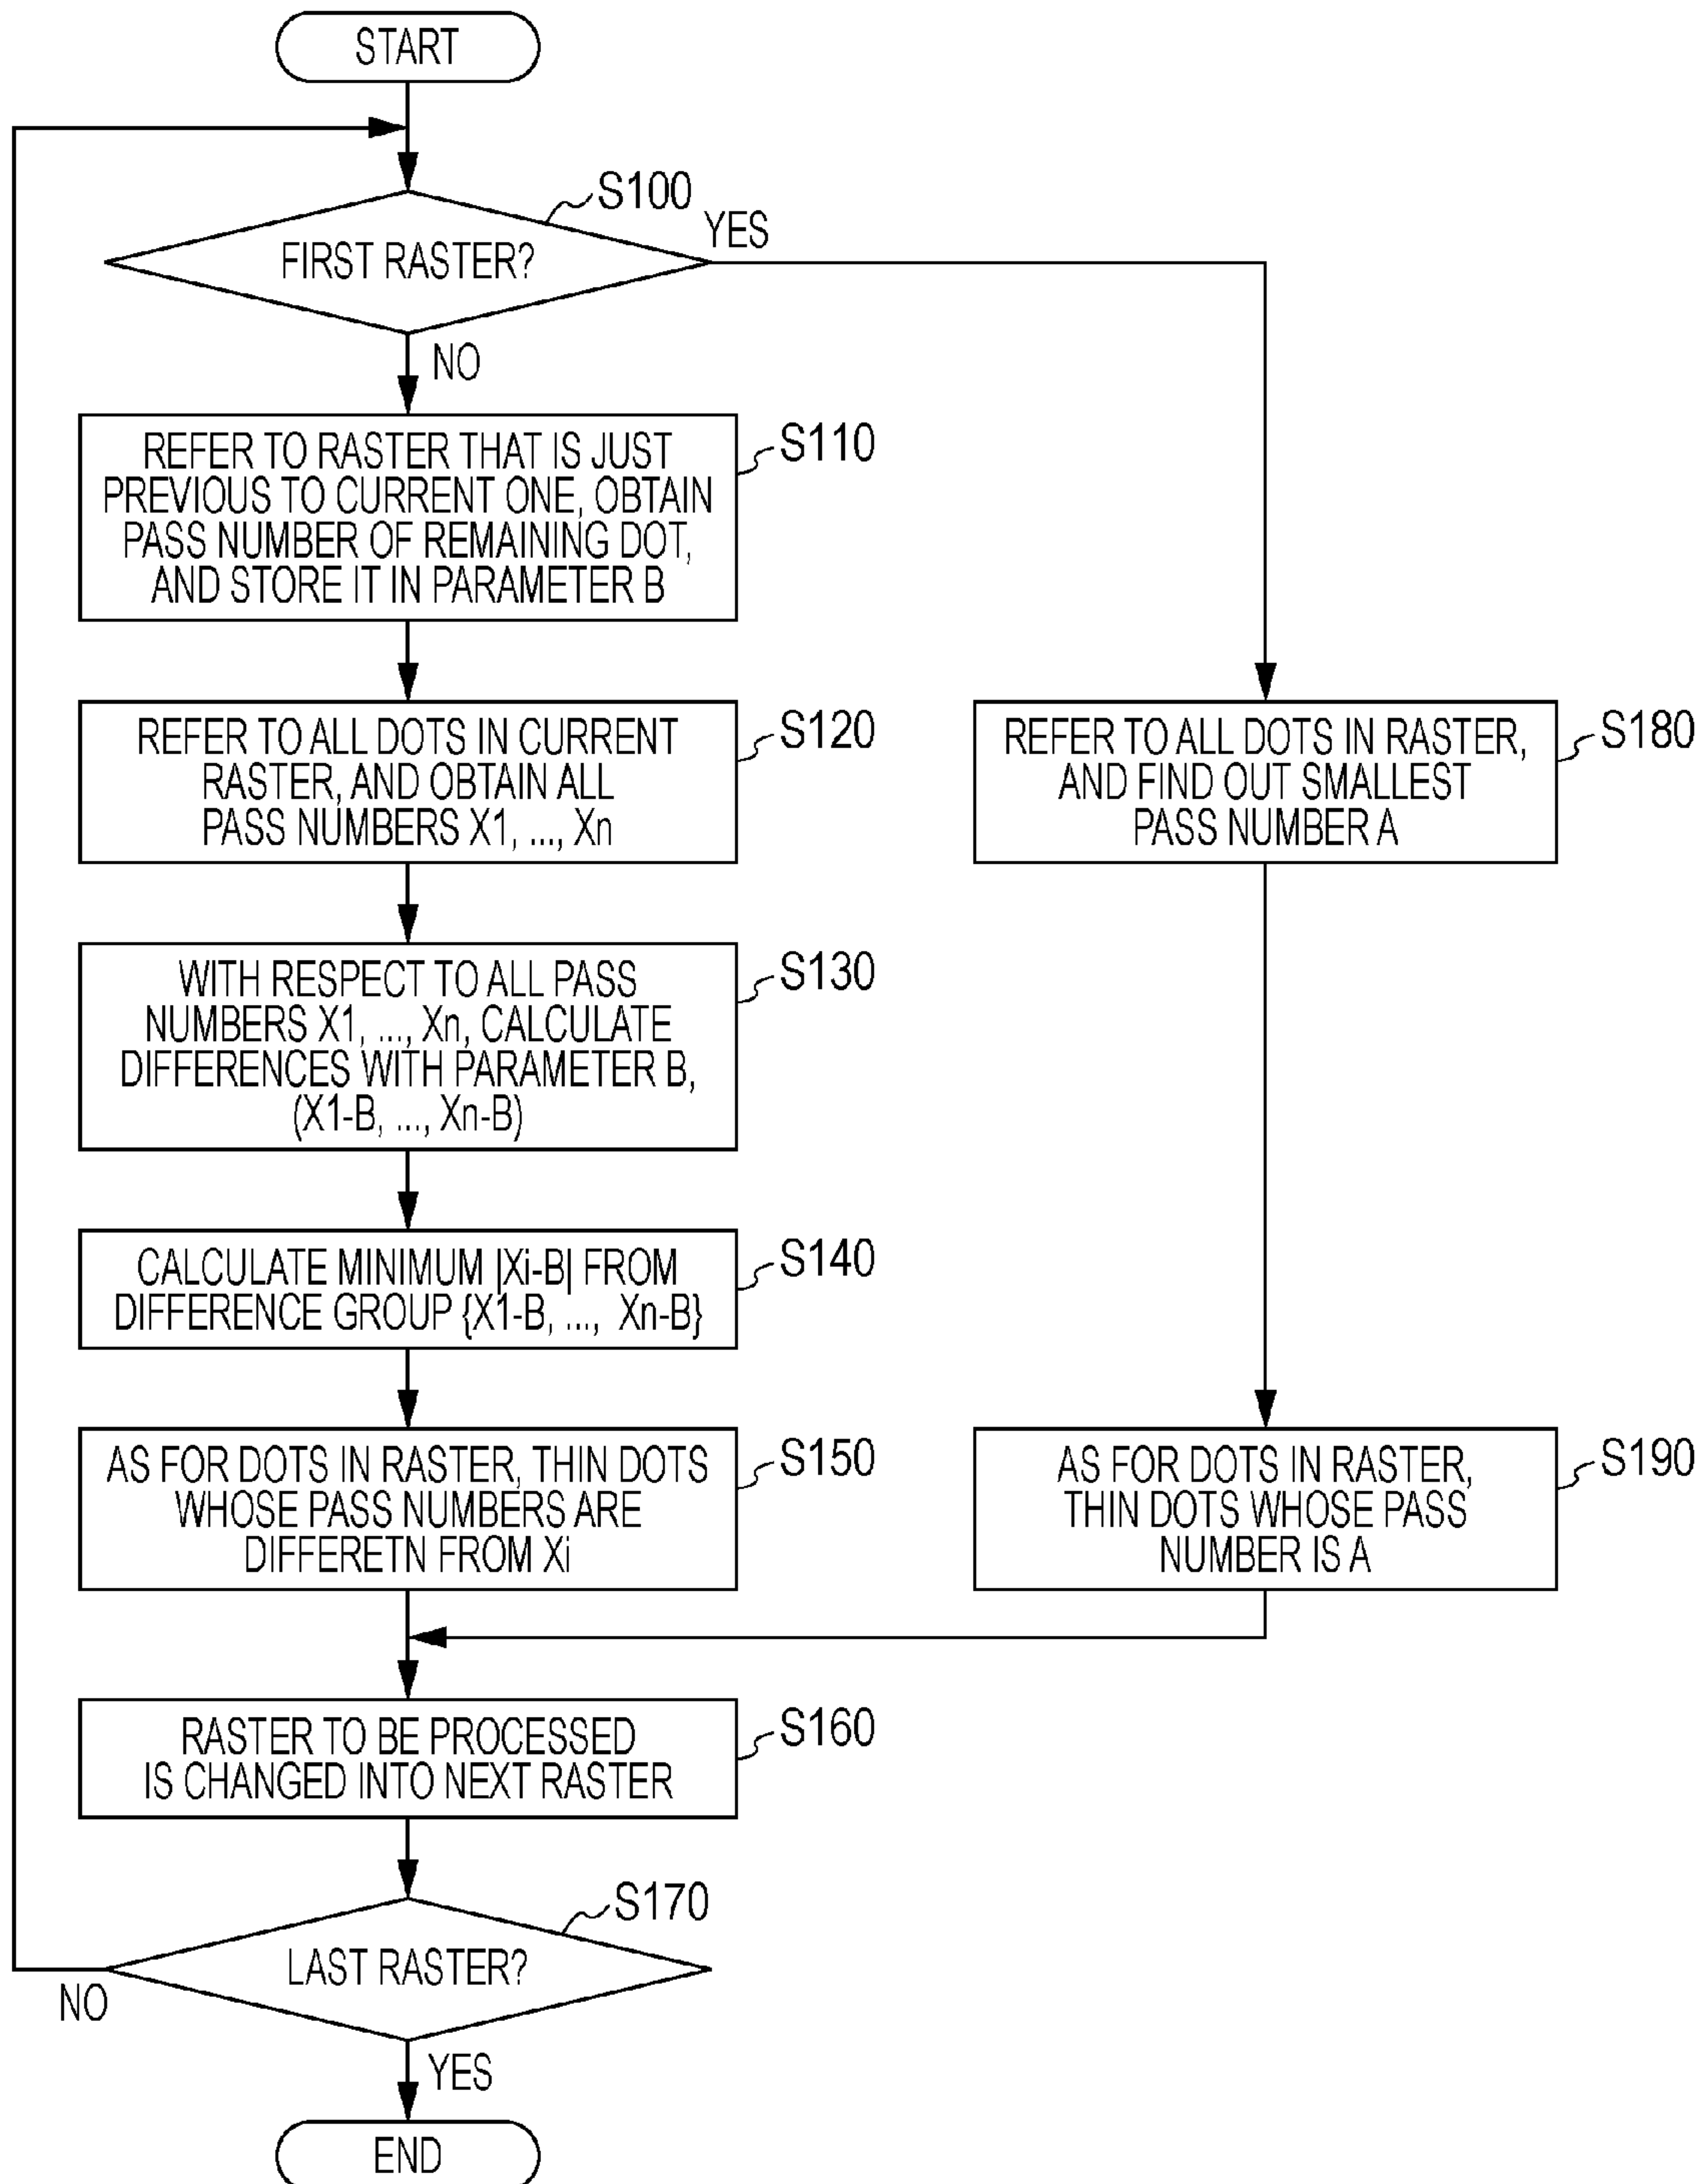 START
S100
FIRST RASTER?
YES
NO
REFER TO RASTER THAT IS JUST
PREVIOUS TO CURRENT ONE, OBTAIN
PASS NUMBER OF REMAINING DOT,
AND STORE IT IN PARAMETER B
S110
REFER TO ALL DOTS IN CURRENT
RASTER, AND OBTAIN ALL
PASS NUMBERS X1, ..., Xn
S120
REFER TO ALL DOTS IN RASTER,
AND FIND OUT SMALLEST
PASS NUMBER A
S180
WITH RESPECT TO ALL PASS
NUMBERS X1, ..., Xn, CALCULATE
DIFFERENCES WITH PARAMETER B,
(X1-B, ..., Xn-B)
S130
CALCULATE MINIMUM |Xi-B| FROM
DIFFERENCE GROUP {X1-B, ..., Xn-B}
S140
AS FOR DOTS IN RASTER, THIN DOTS
WHOSE PASS NUMBERS ARE
DIFFERETN FROM Xi
S150
AS FOR DOTS IN RASTER,
THIN DOTS WHOSE PASS
NUMBER IS A
S190
RASTER TO BE PROCESSED
IS CHANGED INTO NEXT RASTER
S160
S170
LAST RASTER?
NO
YES
END